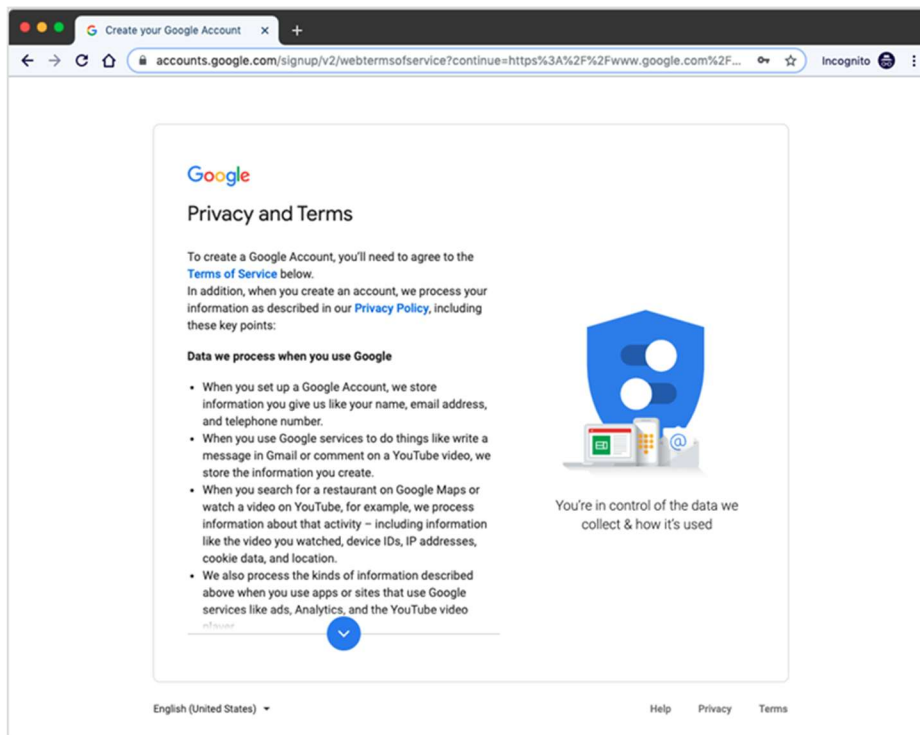 Create your Google Account
accounts.google.com/signup/v2/webtermsofservice?continue=https%3A%2F%2Fwww.google.com%2F...
Incognito
Google
Privacy and Terms
To create a Google Account, you'll need to agree to the
Terms of Service below.
In addition, when you create an account, we process your
information as described in our Privacy Policy, including
these key points:
Data we process when you use Google
• When you set up a Google Account, we store
information you give us like your name, email address,
and telephone number.
• When you use Google services to do things like write a
message in Gmail or comment on a YouTube video, we
store the information you create.
• When you search for a restaurant on Google Maps or
watch a video on YouTube, for example, we process
information about that activity – including information
like the video you watched, device IDs, IP addresses,
cookie data, and location.
• We also process the kinds of information described
above when you use apps or sites that use Google
services like ads, Analytics, and the YouTube video
player.
@
You're in control of the data we
collect & how it's used
English (United States)
Help Privacy Terms